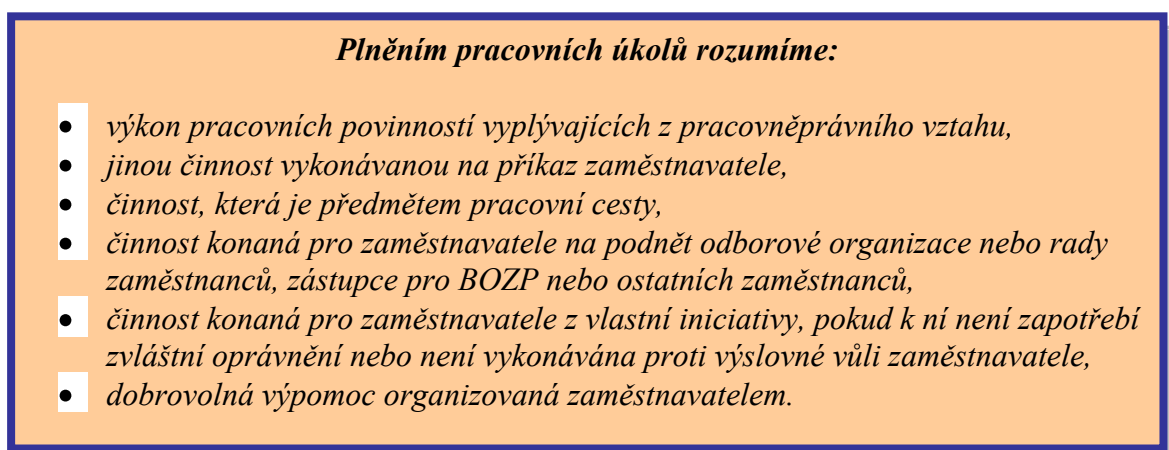 Plněním pracovních úkolů rozumíme:
• výkon pracovních povinností vyplývajících z pracovněprávního vztahu,
• jinou činnost vykonávanou na příkaz zaměstnavatele,
• činnost, která je předmětem pracovní cesty,
• činnost konaná pro zaměstnavatele na podnět odborové organizace nebo rady
zaměstnanců, zástupce pro BOZP nebo ostatních zaměstnanců,
• činnost konaná pro zaměstnavatele z vlastní iniciativy, pokud k ní není zapotřebí
zvláštní oprávnění nebo není vykonávána proti výslovné vůli zaměstnavatele,
• dobrovolná výpomoc organizovaná zaměstnavatelem.